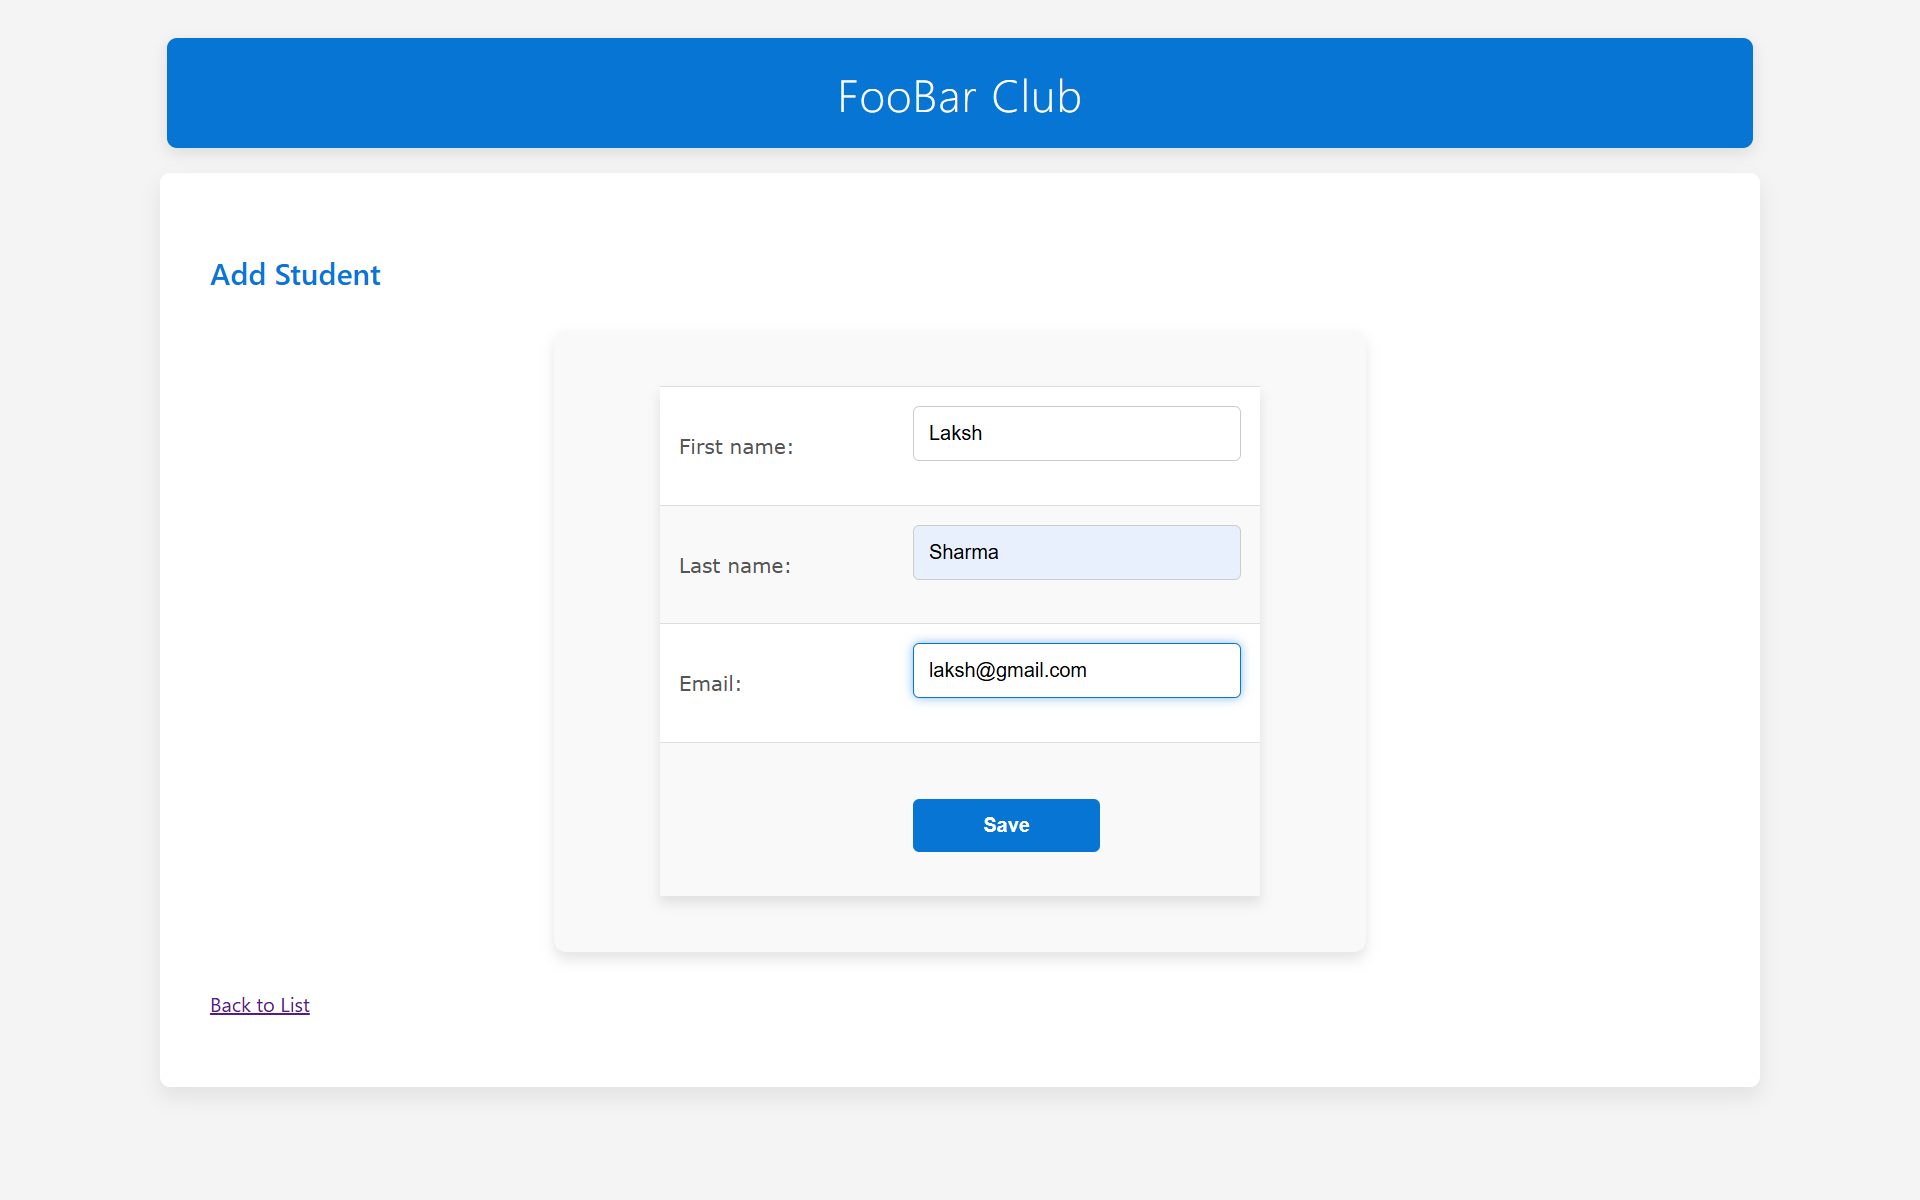 FooBar Club
Add Student
First name: Laksh
Last name: Sharma
Email: laksh@gmail.com
Save
Back to List